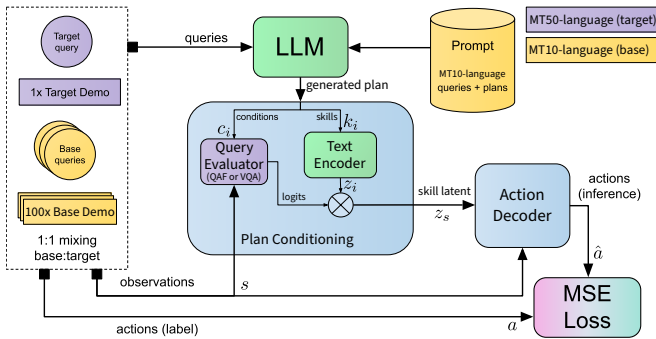 Target
query
1x Target Demo
Base
queries
100x Base Demo
1:1 mixing
base:target
queries
LLM
generated plan
Prompt
MT10-language
queries + plans
MT50-language (target)
MT10-language (base)
conditions
skills
c_i
k_i
Query
Evaluator
(QAF or VQA)
Text
Encoder
z_i
logits
Plan Conditioning
skill latent
z_s
Action
Decoder
actions
(inference)
â
observations
s
actions (label)
a
MSE
Loss